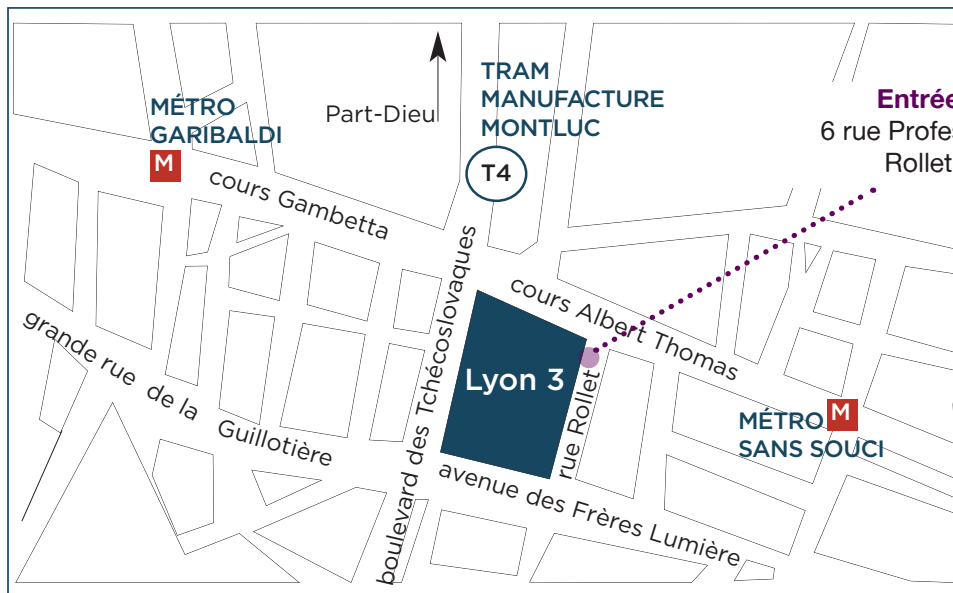 MÉTRO
GARIBALDI
M
Part-Dieu
TRAM
MANUFACTURE
MONTLUC
T4
Entrée
6 rue Profes
Rollet
cours Gambetta
boulevard des Tchécoslovaques
cours Albert Thomas
grande rue de la Guillotière
Lyon 3
rue Rollet
MÉTRO
SANS SOUCI
M
avenue des Frères Lumière